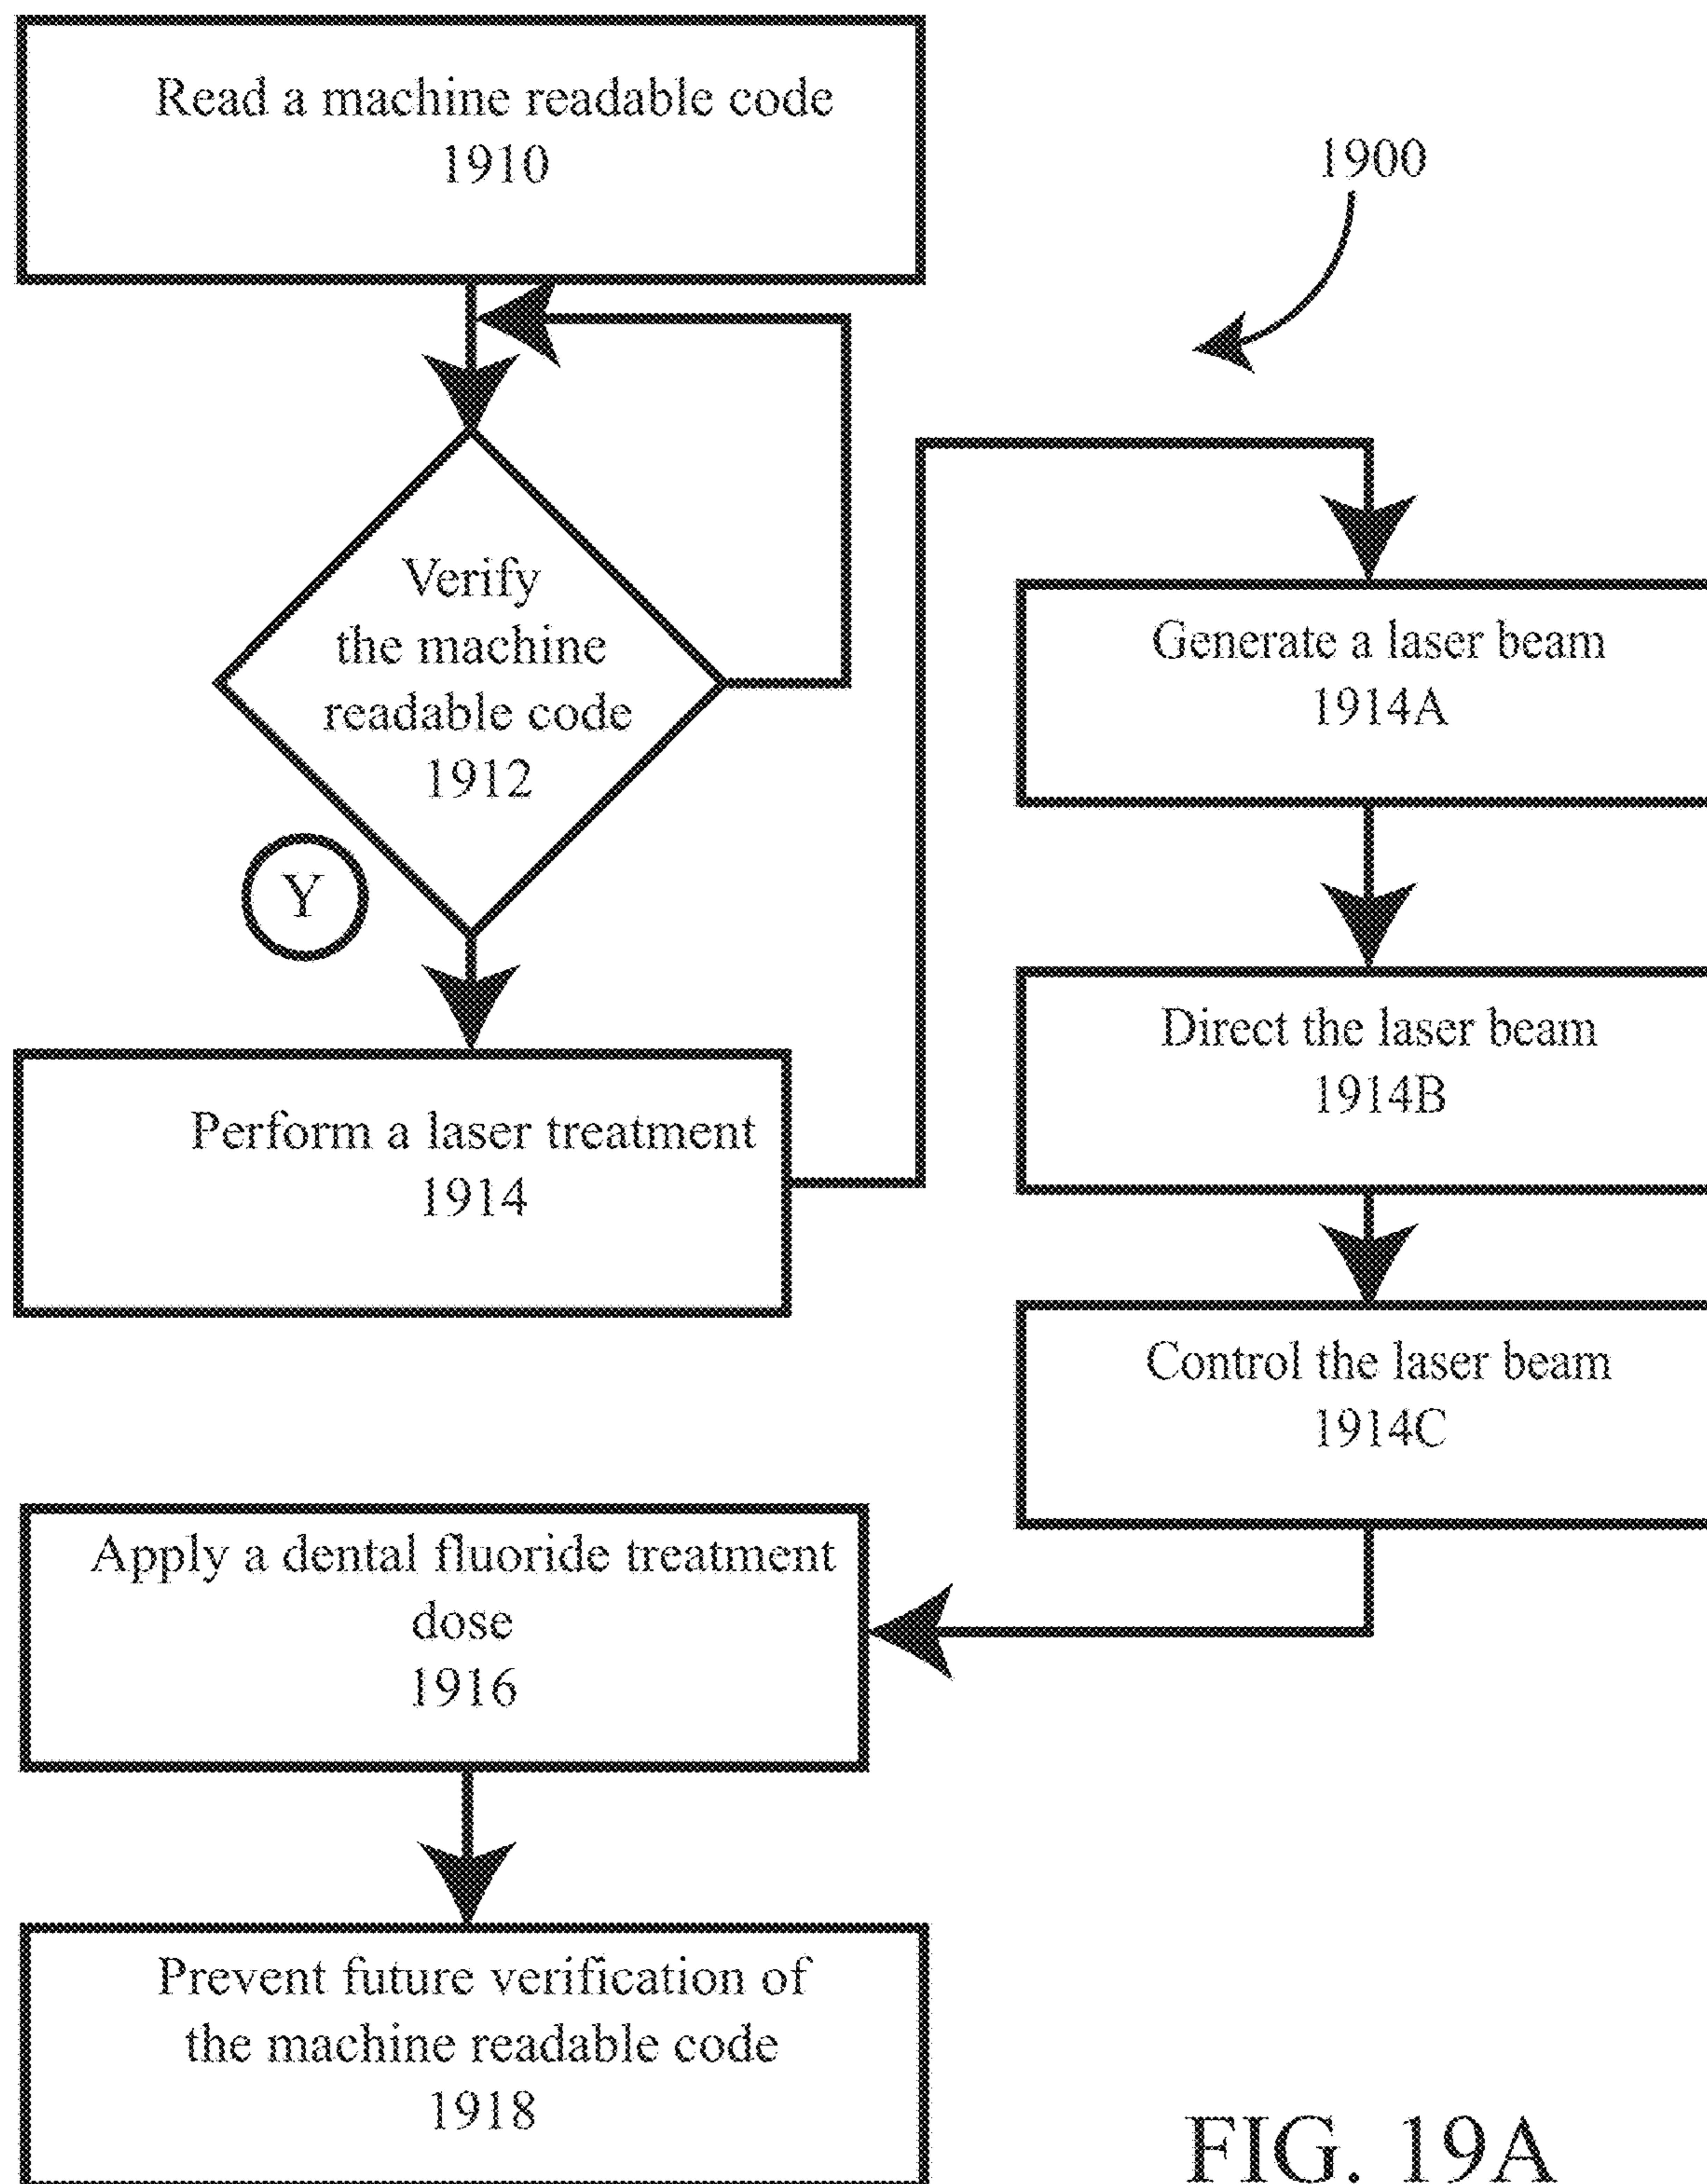 Read a machine readable code
1910
1900
Verify
the machine
readable code
1912
Y
Perform a laser treatment
1914
Generate a laser beam
1914A
Direct the laser beam
1914B
Control the laser beam
1914C
Apply a dental fluoride treatment
dose
1916
Prevent future verification of
the machine readable code
1918
FIG. 19A